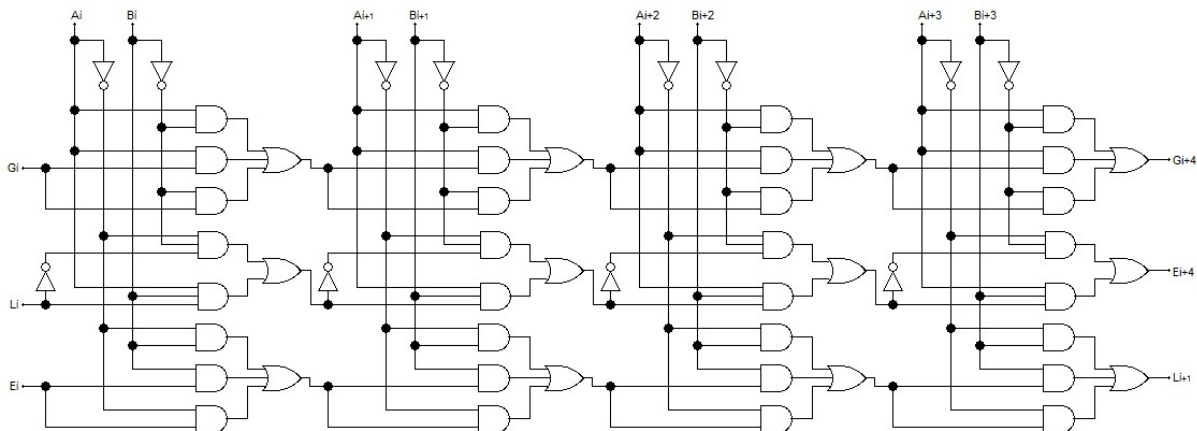 Ai Bi Ai+1 Bi+1 Ai+2 Bi+2 Ai+3 Bi+3
Gi Gi+4
Ei+4
Li
Ei Li+1